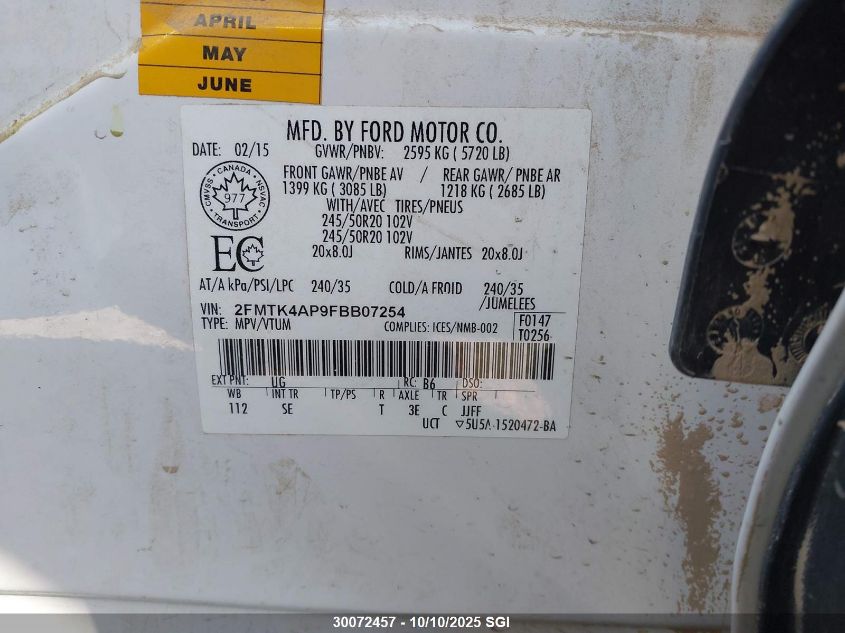 APRIL
MAY
JUNE
MFD. BY FORD MOTOR CO.
DATE: 02/15 GVWR/PNBV: 2595 KG ( 5720 LB)
FRONT GAWR/PNBE AV / REAR GAWR/ PNBE AR
1399 KG ( 3085 LB) 1218 KG ( 2685 LB)
WITH/AVEC TIRES/PNEUS
245/50R20 102V
245/50R20 102V
20x8.0J RIMS/JANTES 20x8.0J
CANADA
CMVSS NSVAC
977
TRANSPORT
EC
AT/A kPa/PSI/LPC 240/35 COLD/A FROID 240/35
/JUMELEES
VIN: 2FMTK4AP9FBB07254
TYPE: MPV/VTUM COMPLIES: ICES/NMB-002 F0147
T0256
EXT PNT: UG RC: B6 DSO:
WB INT TR TP/PS R AXLE TR SPR
112 SE T 3E C JJFF
UCT ▽5U5A-1520472-BA
30072457 - 10/10/2025 SGI